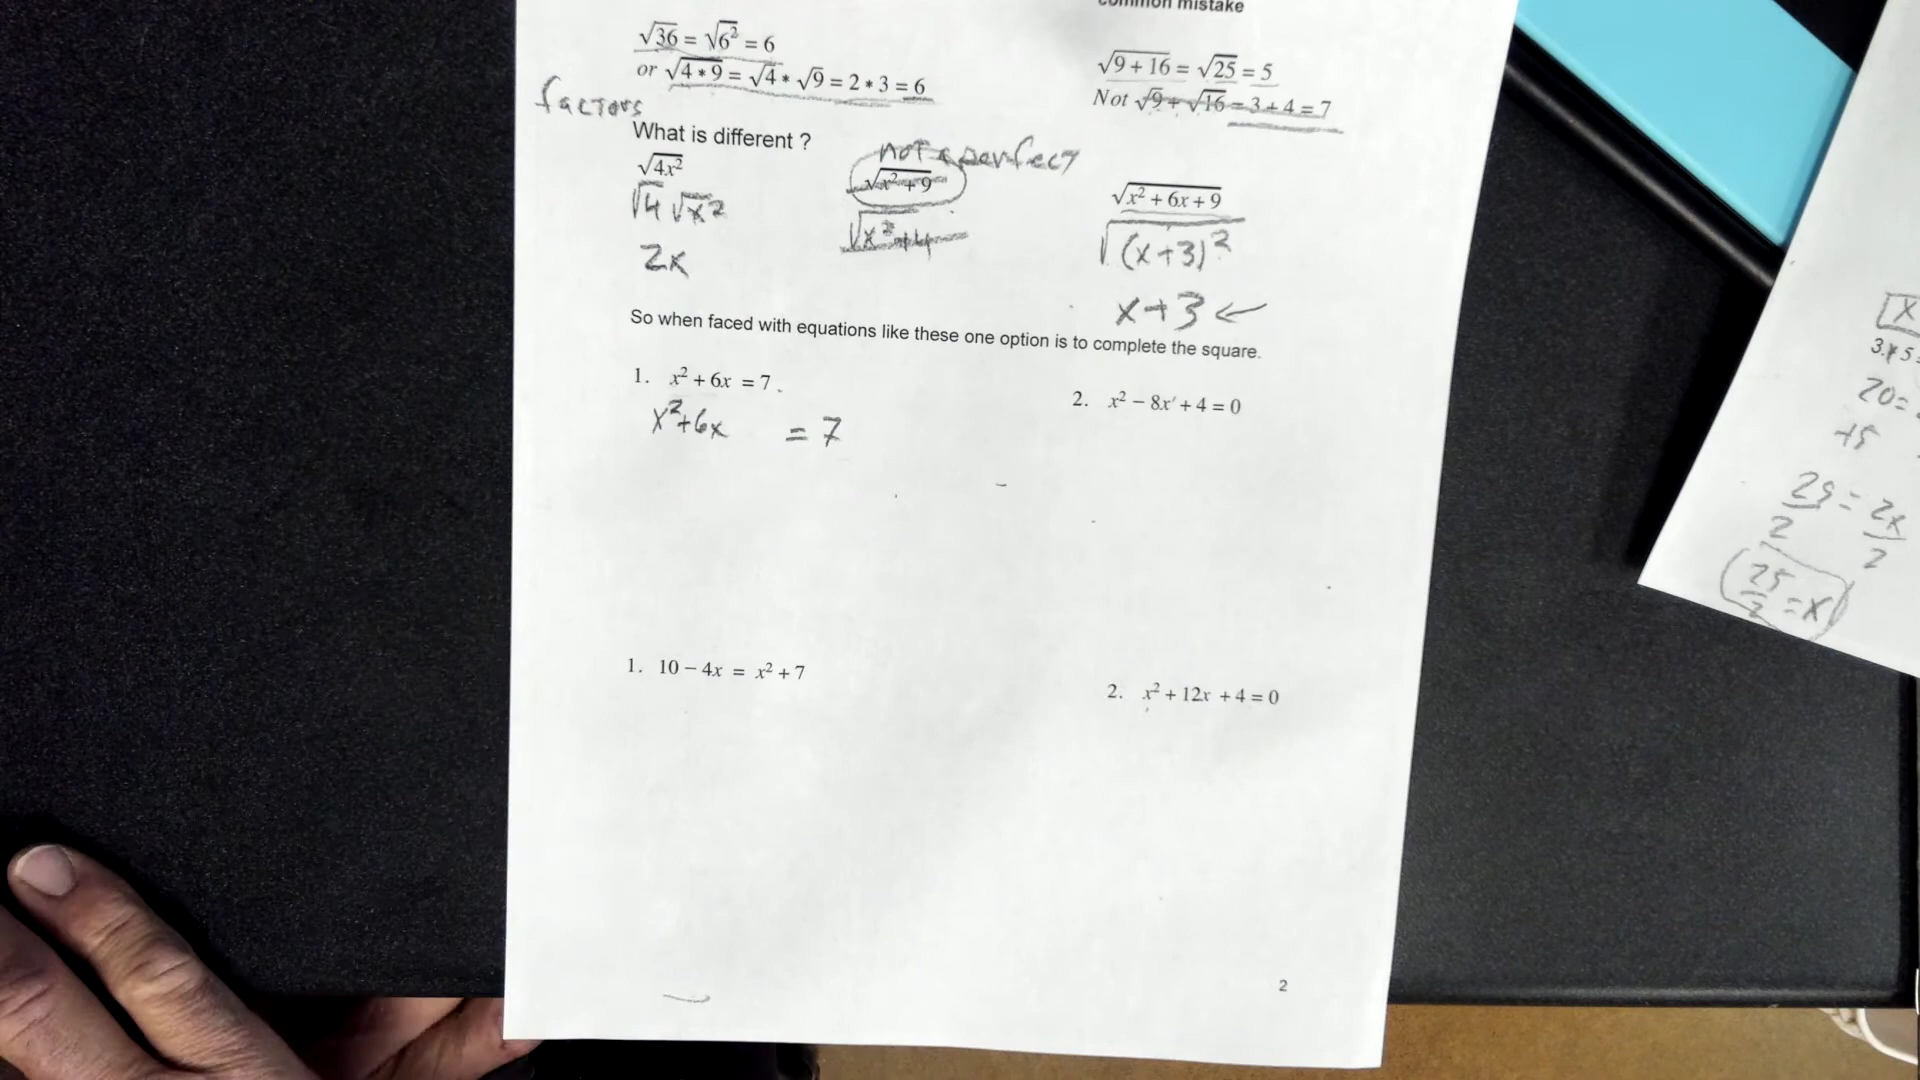 common mistake
√36 = √6² = 6
or √4 * 9 = √4 * √9 = 2 * 3 = 6
factors
√9 + 16 = √25 = 5
Not √9 + √16 = 3 + 4 = 7
What is different ?
not a perfect
√4x²
√x² + 9
√x² + 6x + 9
√4 √x²
√x² + 4
√(x+3)²
2x
x+3 ←
So when faced with equations like these one option is to complete the square.
1. x² + 6x = 7
2. x² − 8x + 4 = 0
x²+6x = 7
1. 10 − 4x = x² + 7
2. x² + 12x + 4 = 0
2
x
20=
+5
25/2 = 2x/2
25/2 = x